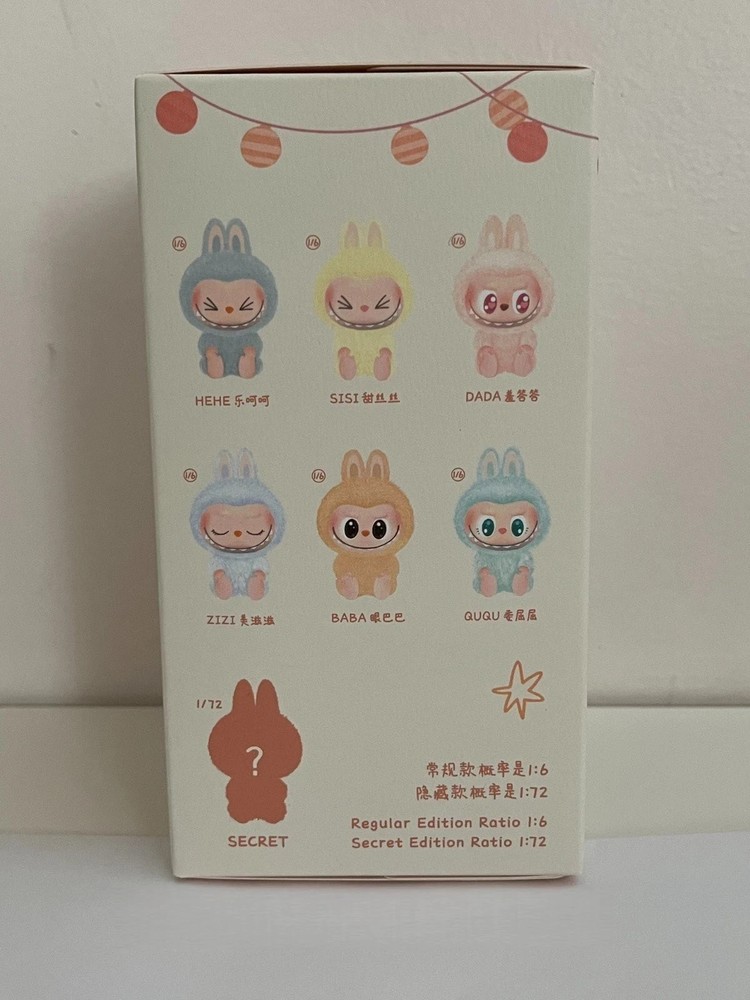 1/6
1/6
1/6
HEHE 乐呵呵
SISI 甜丝丝
DADA 羞答答
1/6
1/6
1/6
ZIZI 美滋滋
BABA 眼巴巴
QUQU 委屈屈
1/72
?
SECRET
常规款概率是1:6
隐藏款概率是1:72
Regular Edition Ratio 1:6
Secret Edition Ratio 1:72